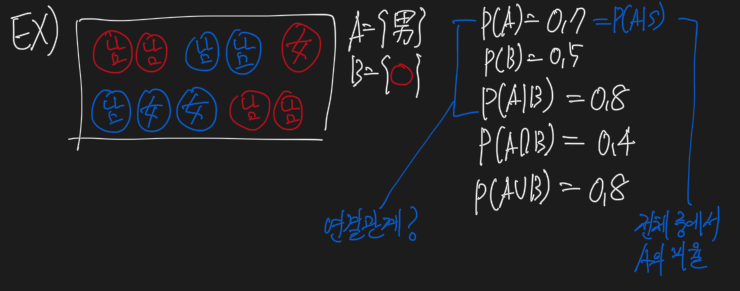 EX)
남 남 남 남 女
남 女 女 남 남
A={男}
B={○}
P(A)=0,7 =P(A|S)
P(B)=0,5
P(A|B)=0,8
P(A∩B)=0,4
P(A∪B)=0,8
연결관계?
전체 중에서
A의 비율